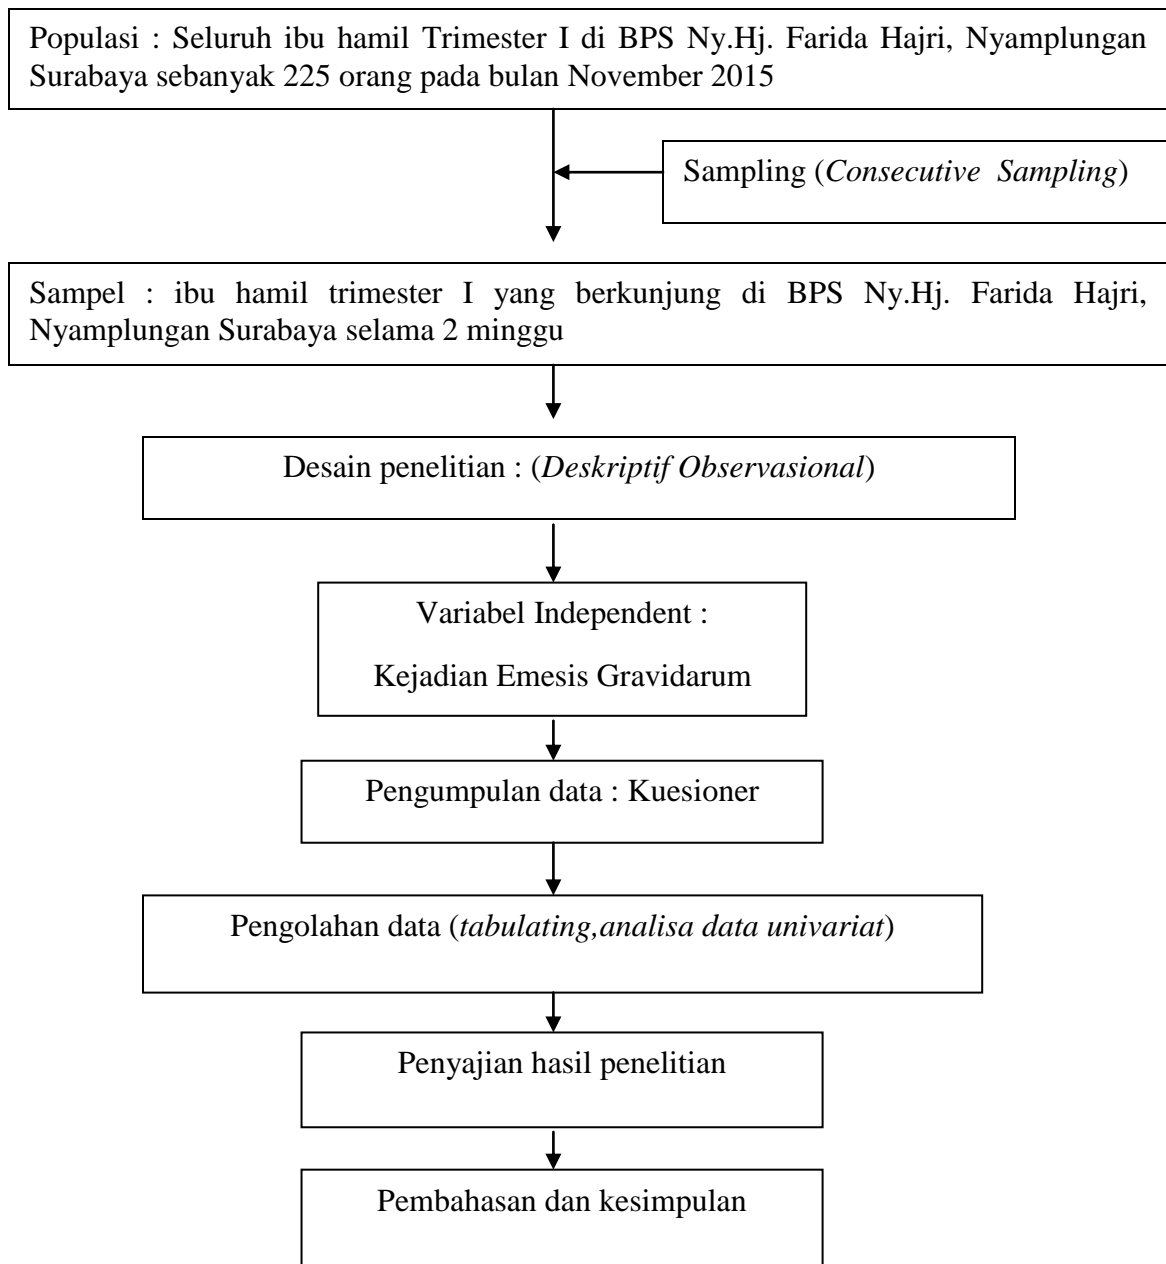 Populasi : Seluruh ibu hamil Trimester I di BPS Ny.Hj. Farida Hajri, Nyamplungan
Surabaya sebanyak 225 orang pada bulan November 2015
Sampling (Consecutive Sampling)
Sampel : ibu hamil trimester I yang berkunjung di BPS Ny.Hj. Farida Hajri,
Nyamplungan Surabaya selama 2 minggu
Desain penelitian : (Deskriptif Observasional)
Variabel Independent :
Kejadian Emesis Gravidarum
Pengumpulan data : Kuesioner
Pengolahan data (tabulating,analisa data univariat)
Penyajian hasil penelitian
Pembahasan dan kesimpulan